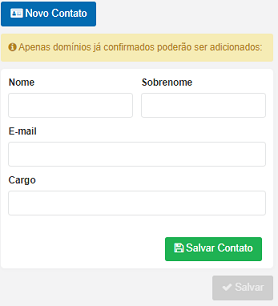 Novo Contato
Apenas domínios já confirmados poderão ser adicionados:
Nome Sobrenome
E-mail
Cargo
Salvar Contato
Salvar